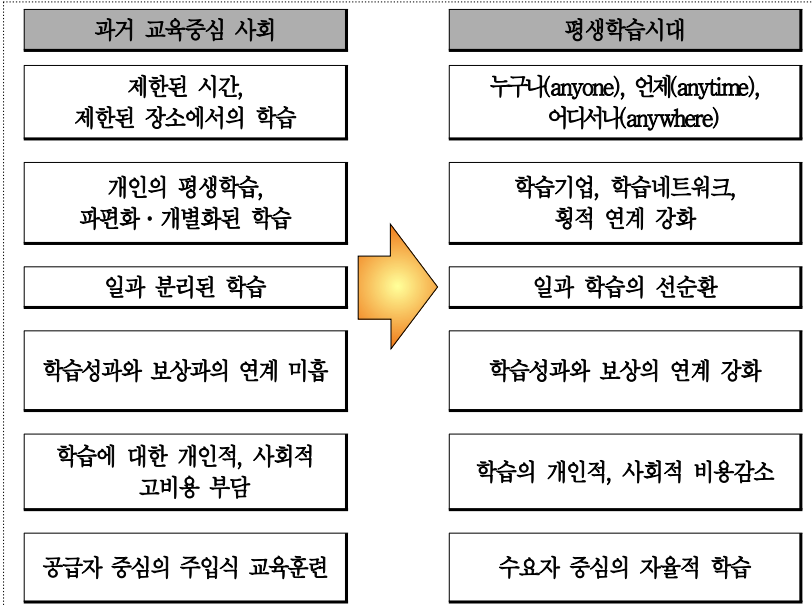 과거 교육중심 사회
평생학습시대
제한된 시간,
제한된 장소에서의 학습
누구나(anyone), 언제(anytime),
어디서나(anywhere)
개인의 평생학습,
파편화·개별화된 학습
학습기업, 학습네트워크,
횡적 연계 강화
일과 분리된 학습
일과 학습의 선순환
학습성과와 보상과의 연계 미흡
학습성과와 보상의 연계 강화
학습에 대한 개인적, 사회적
고비용 부담
학습의 개인적, 사회적 비용감소
공급자 중심의 주입식 교육훈련
수요자 중심의 자율적 학습